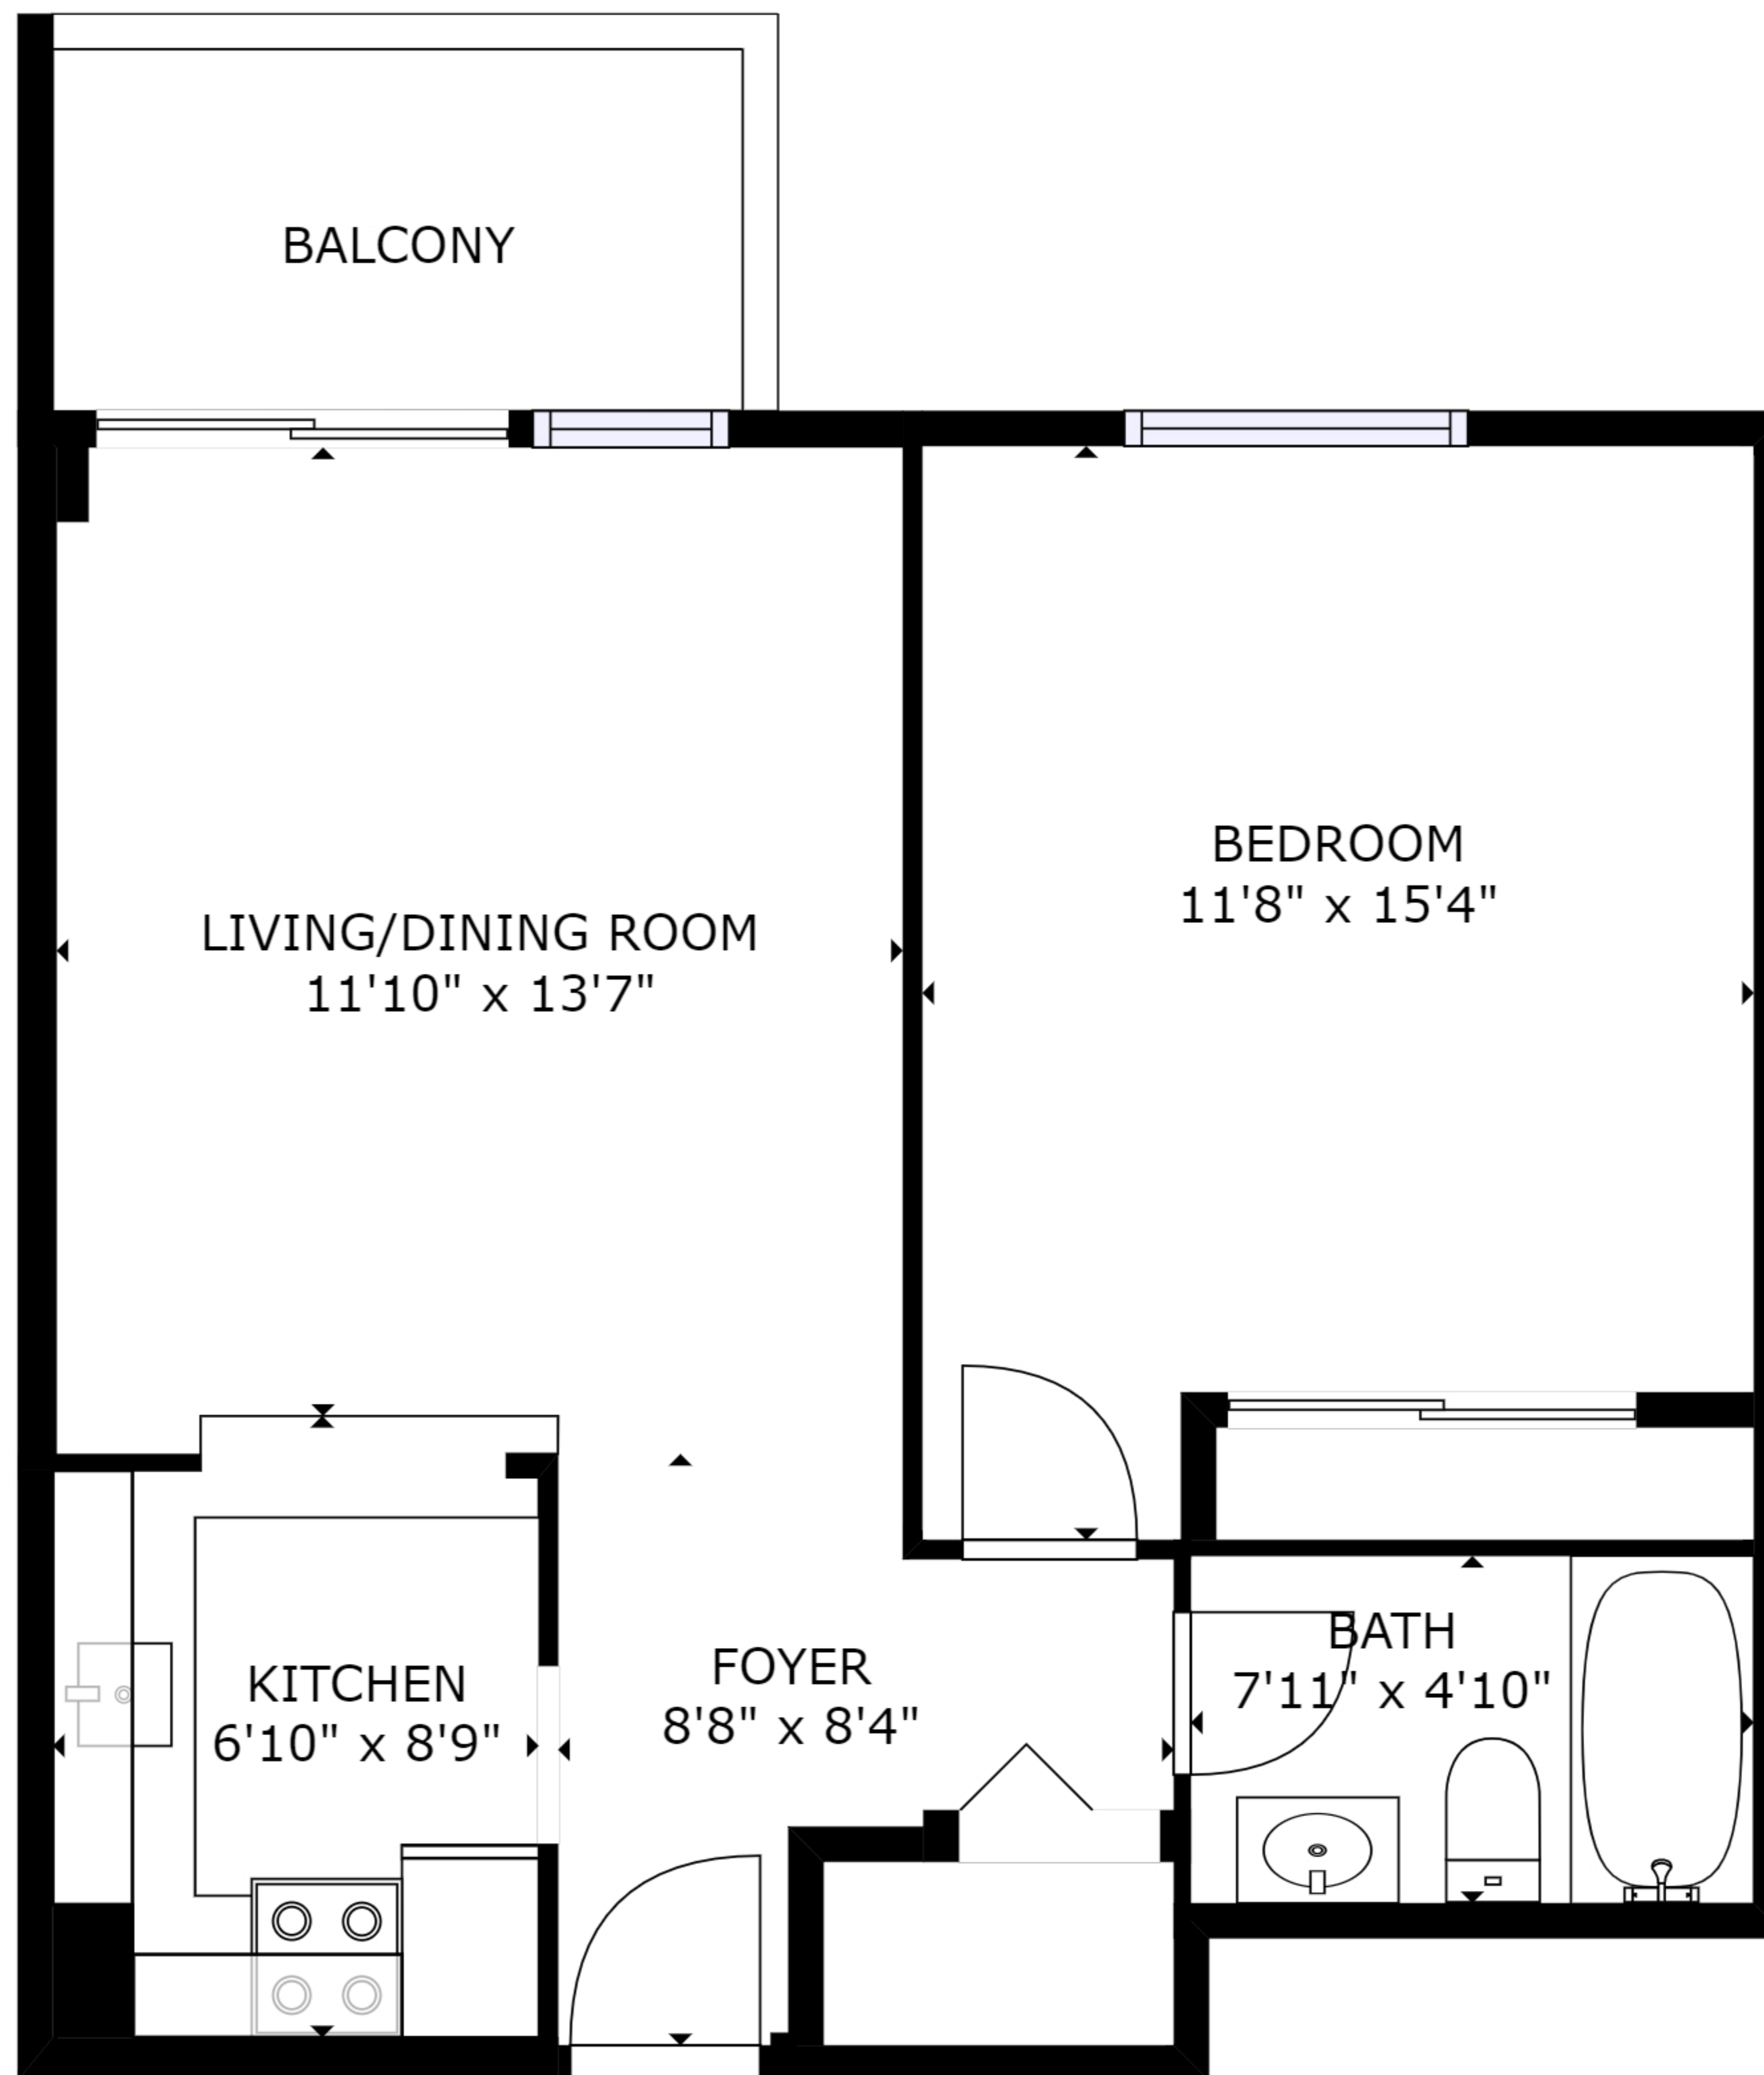 BALCONY
BEDROOM
11'8" x 15'4"
LIVING/DINING ROOM
11'10" x 13'7"
BATH
7'11" x 4'10"
FOYER
8'8" x 8'4"
KITCHEN
6'10" x 8'9"